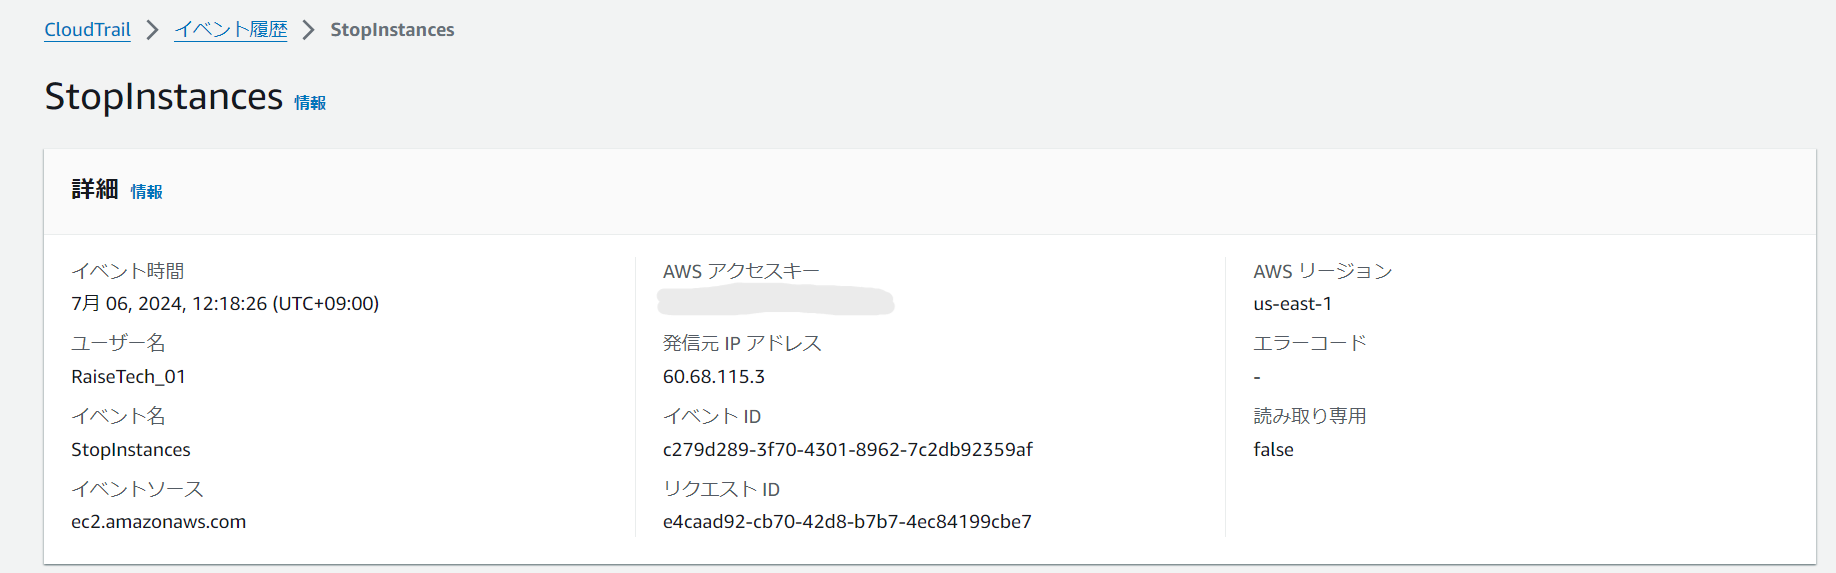 CloudTrail > イベント履歴 > StopInstances
StopInstances 情報
詳細 情報
イベント時間
7月 06, 2024, 12:18:26 (UTC+09:00)
ユーザー名
RaiseTech_01
イベント名
StopInstances
イベントソース
ec2.amazonaws.com
AWS アクセスキー
発信元 IP アドレス
60.68.115.3
イベント ID
c279d289-3f70-4301-8962-7c2db92359af
リクエスト ID
e4caad92-cb70-42d8-b7b7-4ec84199cbe7
AWS リージョン
us-east-1
エラーコード
-
読み取り専用
false